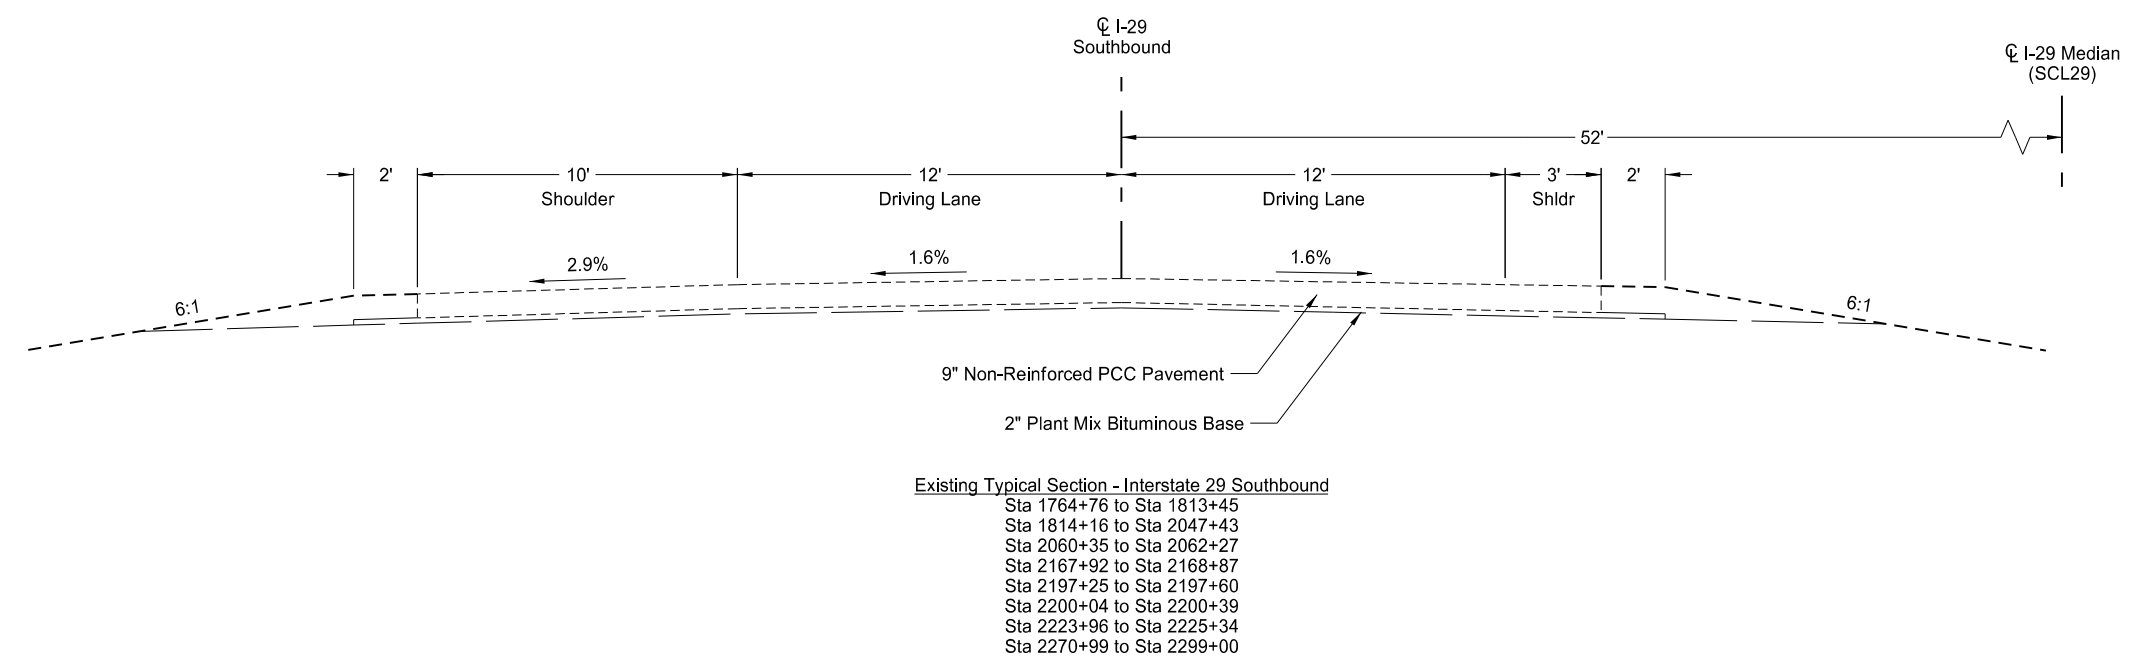 ℄ I-29
Southbound
℄ I-29 Median
(SCL29)
52'
2'
10'
12'
12'
3'
2'
Shoulder
Driving Lane
Driving Lane
Shldr
2.9%
1.6%
1.6%
6:1
6:1
9" Non-Reinforced PCC Pavement
2" Plant Mix Bituminous Base
Existing Typical Section - Interstate 29 Southbound
Sta 1764+76 to Sta 1813+45
Sta 1814+16 to Sta 2047+43
Sta 2060+35 to Sta 2062+27
Sta 2167+92 to Sta 2168+87
Sta 2197+25 to Sta 2197+60
Sta 2200+04 to Sta 2200+39
Sta 2223+96 to Sta 2225+34
Sta 2270+99 to Sta 2299+00